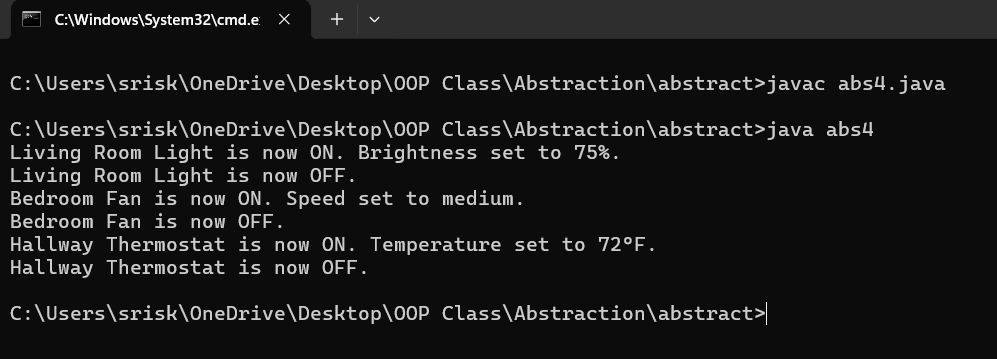 C:\Windows\System32\cmd.e
C:\Users\srisk\OneDrive\Desktop\OOP Class\Abstraction\abstract>javac abs4.java
C:\Users\srisk\OneDrive\Desktop\OOP Class\Abstraction\abstract>java abs4
Living Room Light is now ON. Brightness set to 75%.
Living Room Light is now OFF.
Bedroom Fan is now ON. Speed set to medium.
Bedroom Fan is now OFF.
Hallway Thermostat is now ON. Temperature set to 72°F.
Hallway Thermostat is now OFF.
C:\Users\srisk\OneDrive\Desktop\OOP Class\Abstraction\abstract>